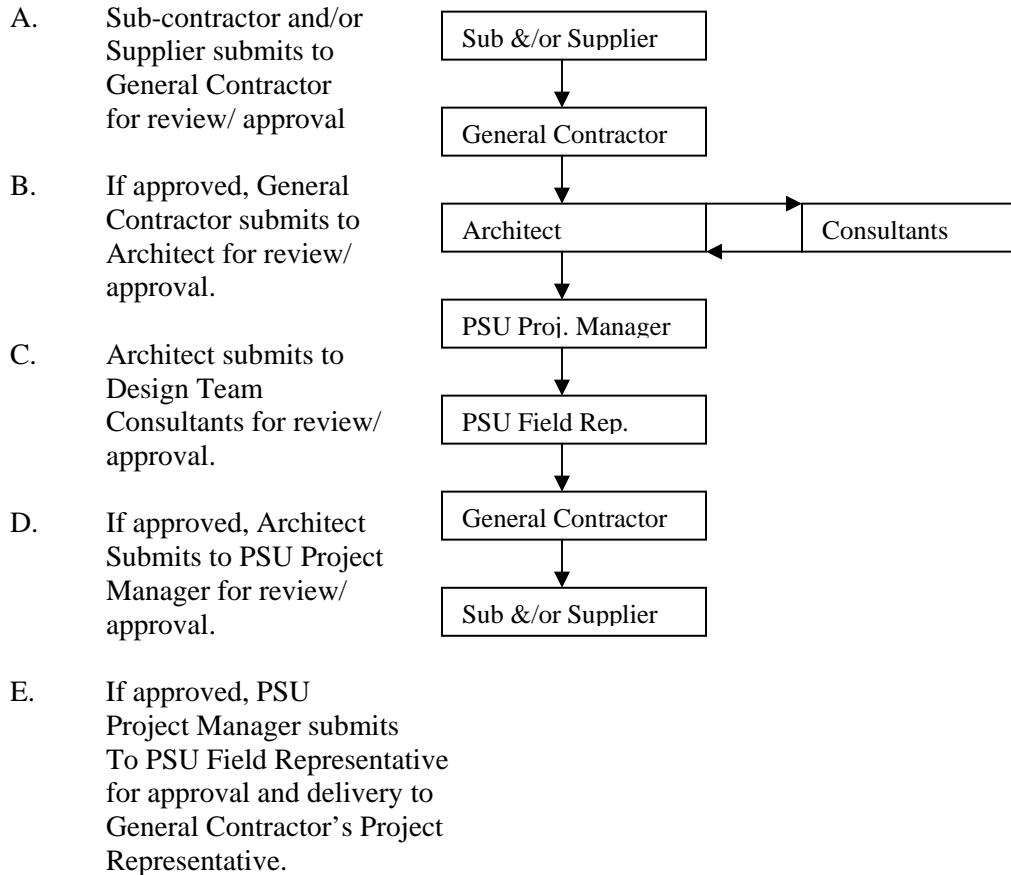 A. Sub-contractor and/or
Supplier submits to
General Contractor
for review/ approval
B. If approved, General
Contractor submits to
Architect for review/
approval.
C. Architect submits to
Design Team
Consultants for review/
approval.
D. If approved, Architect
Submits to PSU Project
Manager for review/
approval.
E. If approved, PSU
Project Manager submits
To PSU Field Representative
for approval and delivery to
General Contractor’s Project
Representative.
Sub &/or Supplier
General Contractor
Architect
Consultants
PSU Proj. Manager
PSU Field Rep.
General Contractor
Sub &/or Supplier